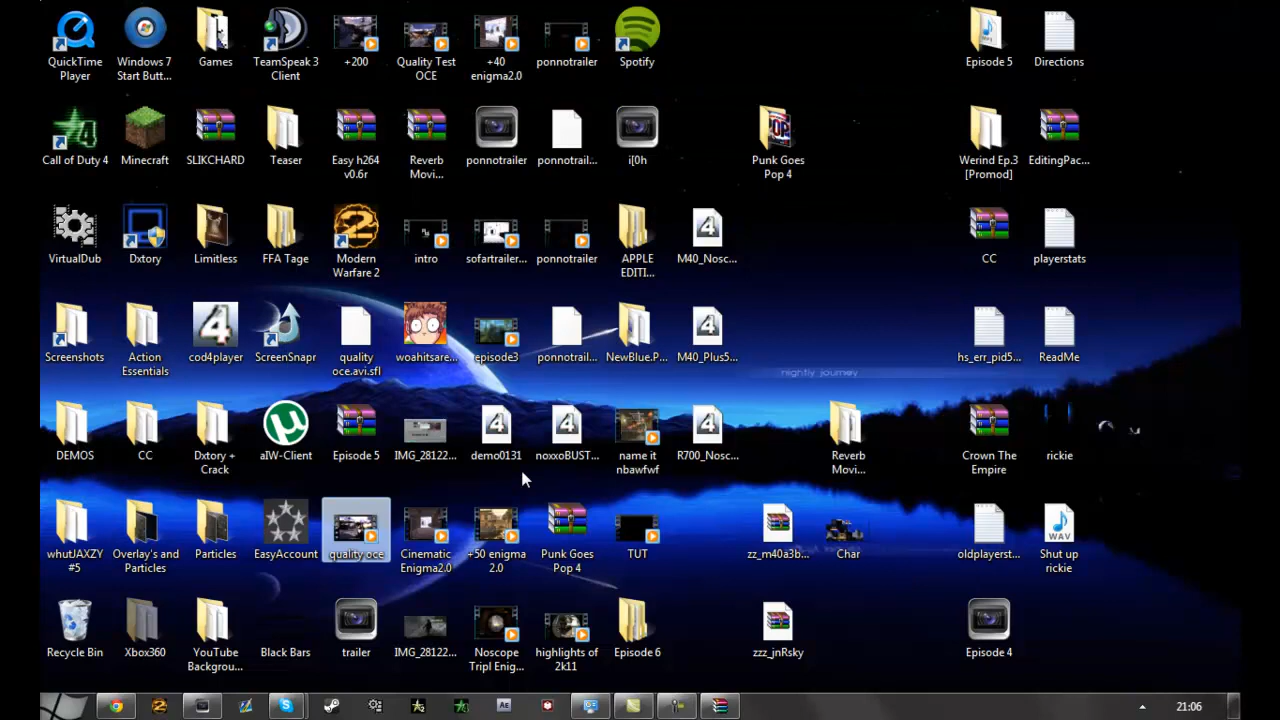 QuickTime Player
Windows 7 Start Butt...
Games
TeamSpeak 3 Client
+200
Quality Test OCE
+40 enigma2.0
ponnotrailer
Spotify
Episode 5
Directions
Call of Duty 4
Minecraft
SLIKCHARD
Teaser
Easy h264 v0.6r
Reverb Movi...
ponnotrailer
ponnotrail...
i[0h
Punk Goes Pop 4
Werind Ep.3 [Promod]
EditingPac...
VirtualDub
Dxtory
Limitless
FFA Tage
Modern Warfare 2
intro
sofartrailer...
ponnotrailer
APPLE EDITI...
M40_Nosc...
CC
playerstats
Screenshots
Action Essentials
cod4player
ScreenSnapr
quality oce.avi.sfl
woahitsare...
episode3
ponnotrail...
NewBlue.P...
M40_Plus5...
nightly journey
hs_err_pid5...
ReadMe
DEMOS
CC
Dxtory + Crack
aIW-Client
Episode 5
IMG_28122...
demo0131
noxxoBUST...
name it nbawfwf
R700_Nosc...
Reverb Movi...
Crown The Empire
rickie
whutJAXZY #5
Overlay's and Particles
Particles
EasyAccount
quality oce
Cinematic Enigma2.0
+50 enigma 2.0
Punk Goes Pop 4
TUT
zz_m40a3b...
Char
oldplayerst...
Shut up rickie
Recycle Bin
Xbox360
YouTube Backgrou...
Black Bars
trailer
IMG_28122...
Noscope Tripl Enig...
highlights of 2k11
Episode 6
zzz_jnRsky
Episode 4
21:06